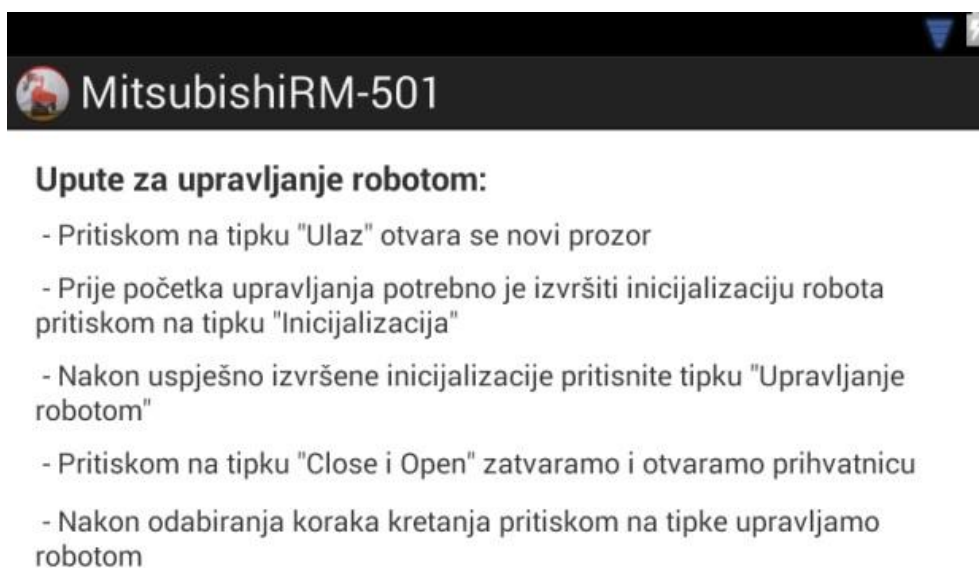 MitsubishiRM-501
Upute za upravljanje robotom:
- Pritiskom na tipku "Ulaz" otvara se novi prozor
- Prije početka upravljanja potrebno je izvršiti inicijalizaciju robota
pritiskom na tipku "Inicijalizacija"
- Nakon uspješno izvršene inicijalizacije pritisnite tipku "Upravljanje
robotom"
- Pritiskom na tipku "Close i Open" zatvaramo i otvaramo prihvatnicu
- Nakon odabiranja koraka kretanja pritiskom na tipke upravljamo
robotom